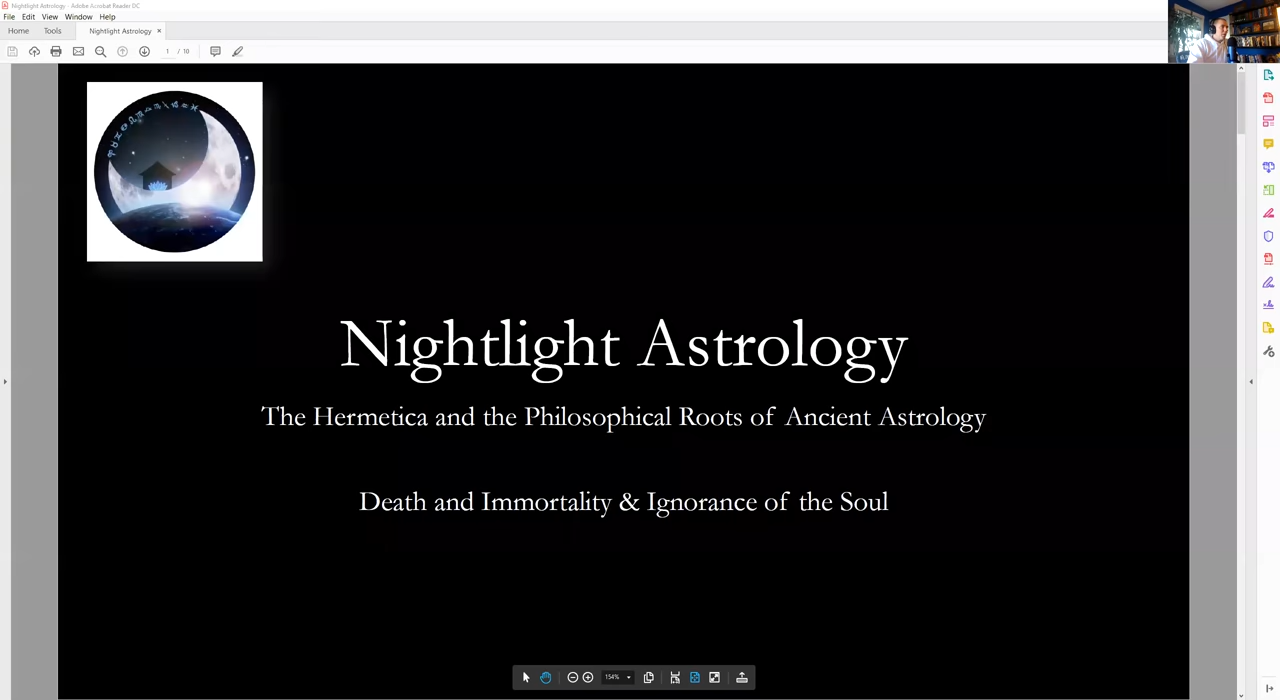 Nightlight Astrology - Adobe Acrobat Reader DC
File Edit View Window Help
Home Tools Nightlight Astrology ×
1 / 10
Nightlight Astrology
The Hermetica and the Philosophical Roots of Ancient Astrology
Death and Immortality & Ignorance of the Soul
154%